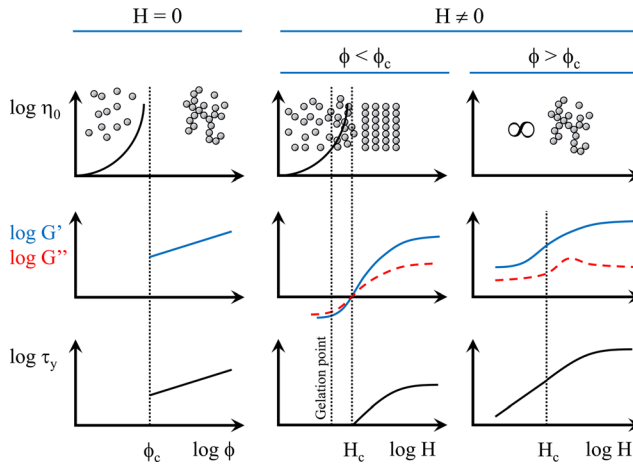 H = 0
H ≠ 0
ϕ < ϕc
ϕ > ϕc
log η0
∞
log G'
log G''
log τy
Gelation point
ϕc
log ϕ
Hc
log H
Hc
log H